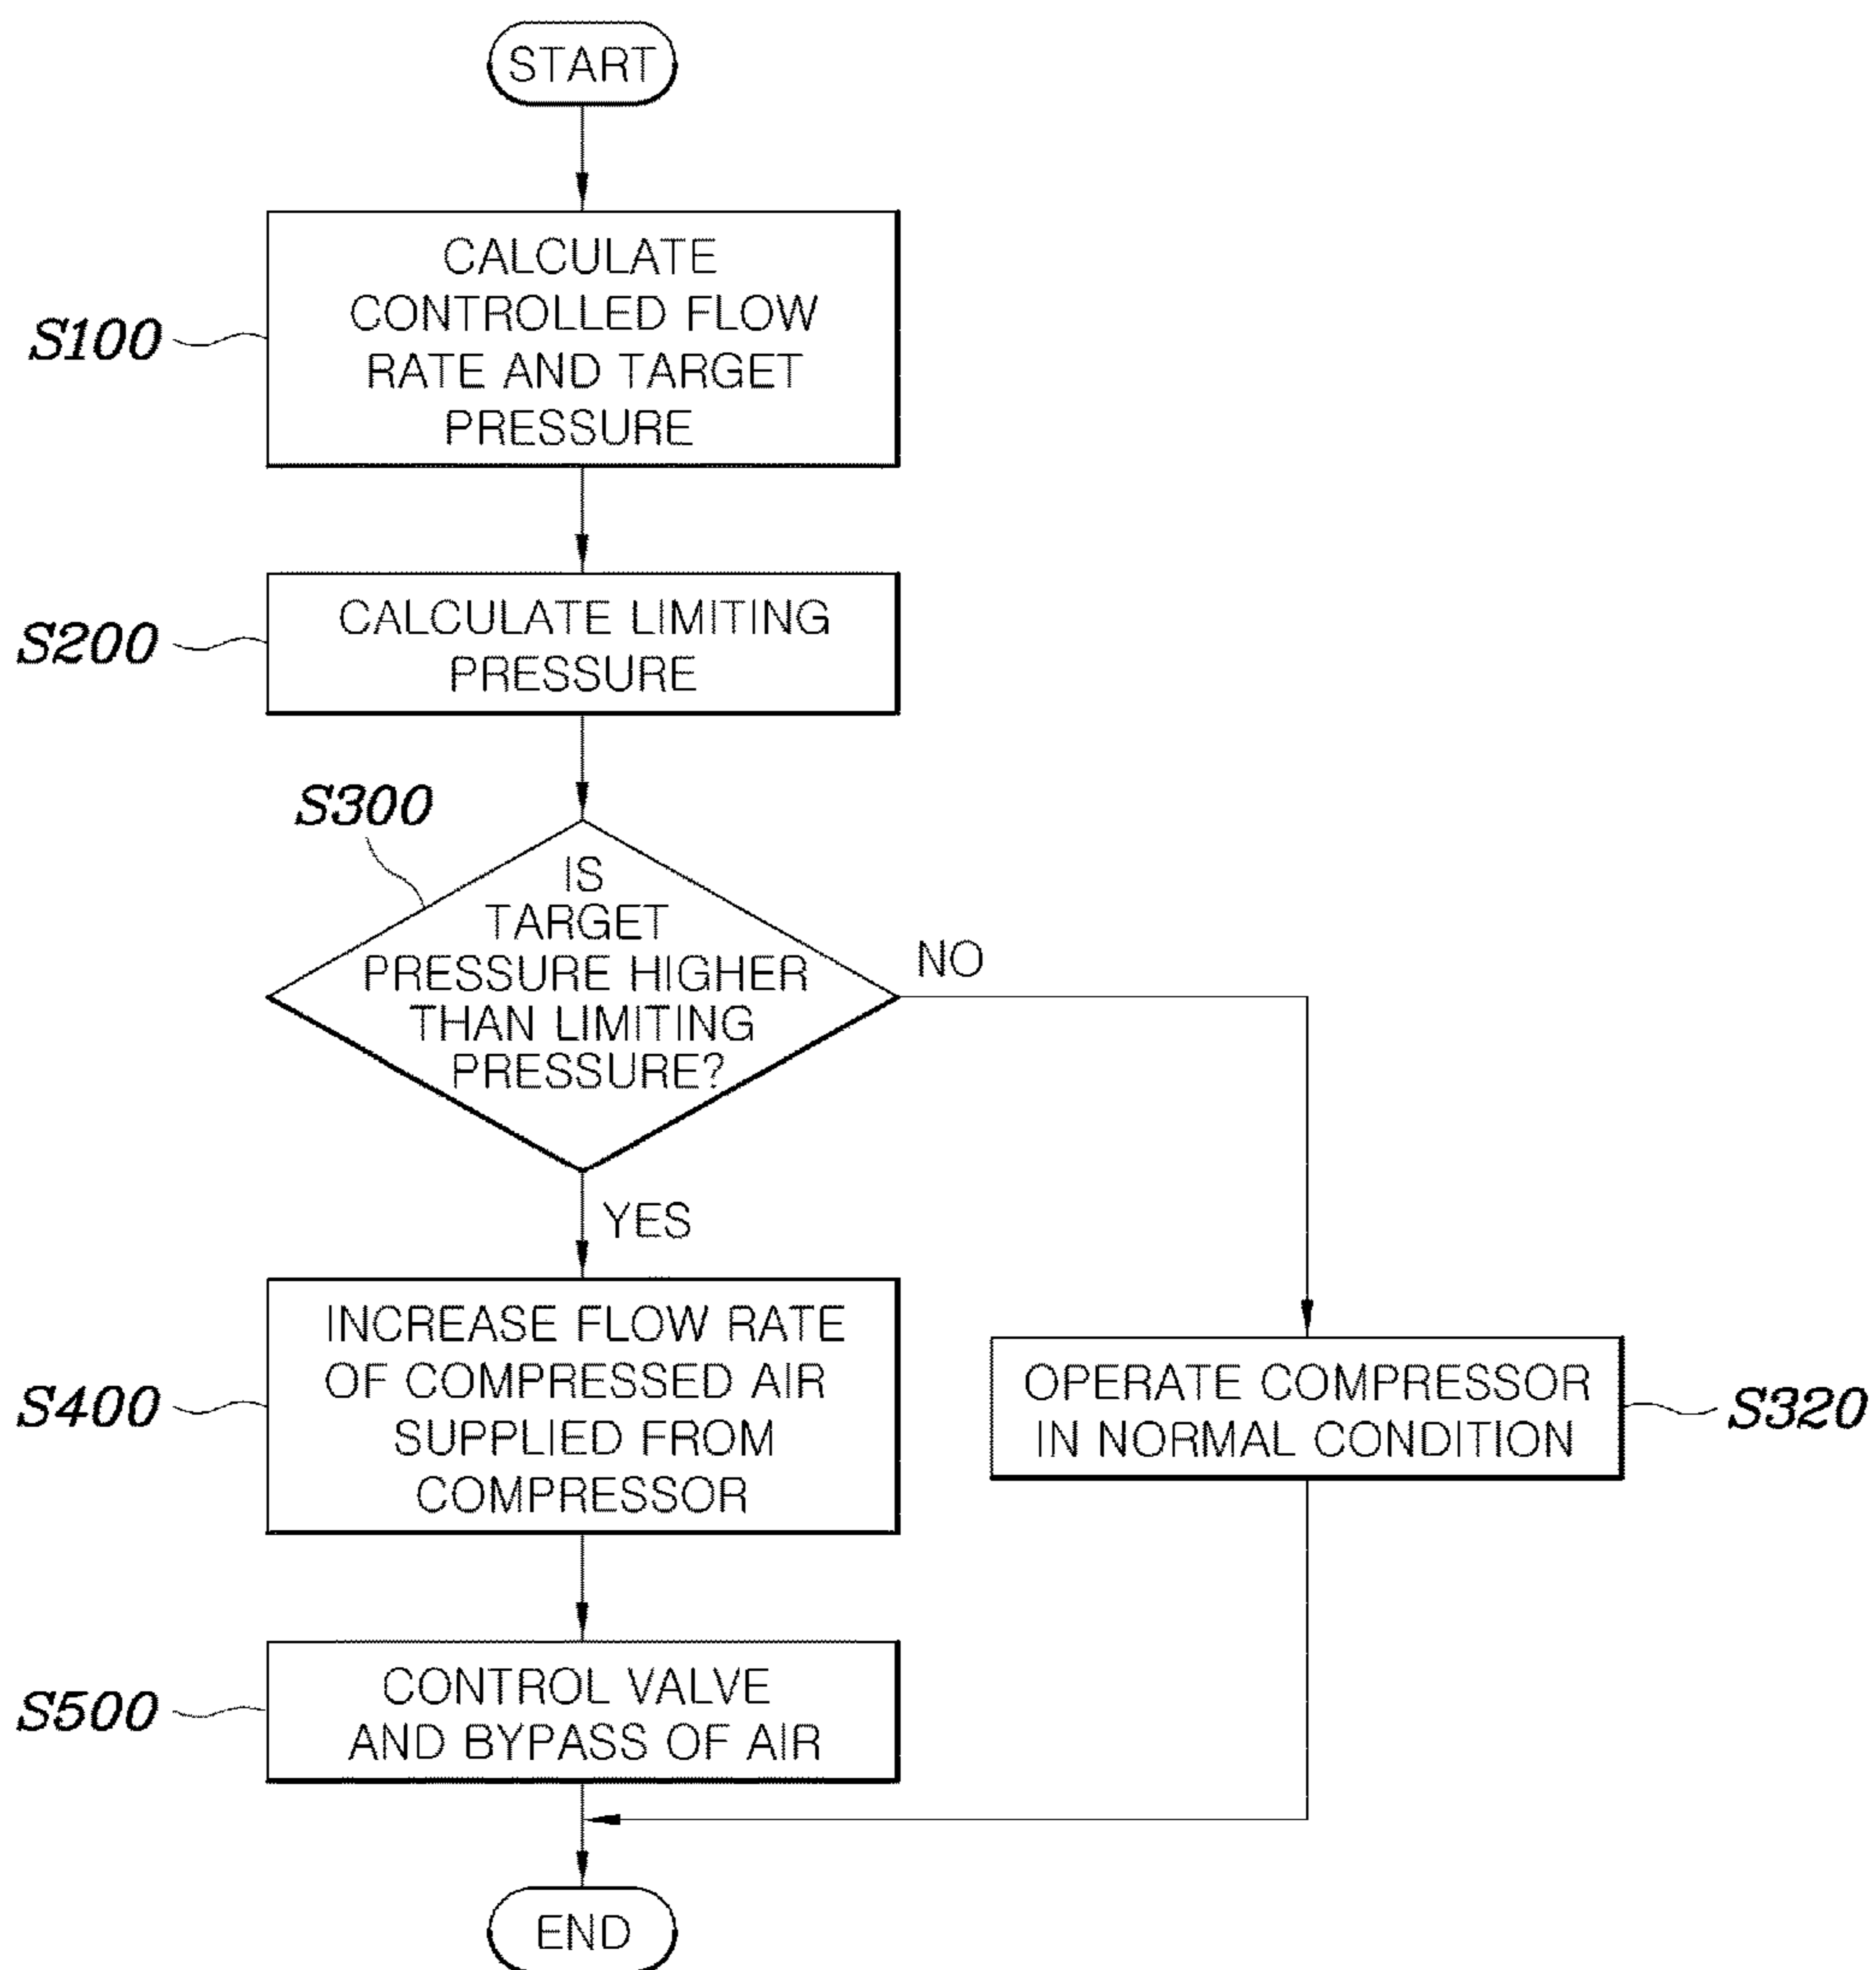 START
S100
CALCULATE
CONTROLLED FLOW
RATE AND TARGET
PRESSURE
S200
CALCULATE LIMITING
PRESSURE
S300
IS
TARGET
PRESSURE HIGHER
THAN LIMITING
PRESSURE?
NO
YES
S400
INCREASE FLOW RATE
OF COMPRESSED AIR
SUPPLIED FROM
COMPRESSOR
OPERATE COMPRESSOR
IN NORMAL CONDITION
S320
S500
CONTROL VALVE
AND BYPASS OF AIR
END